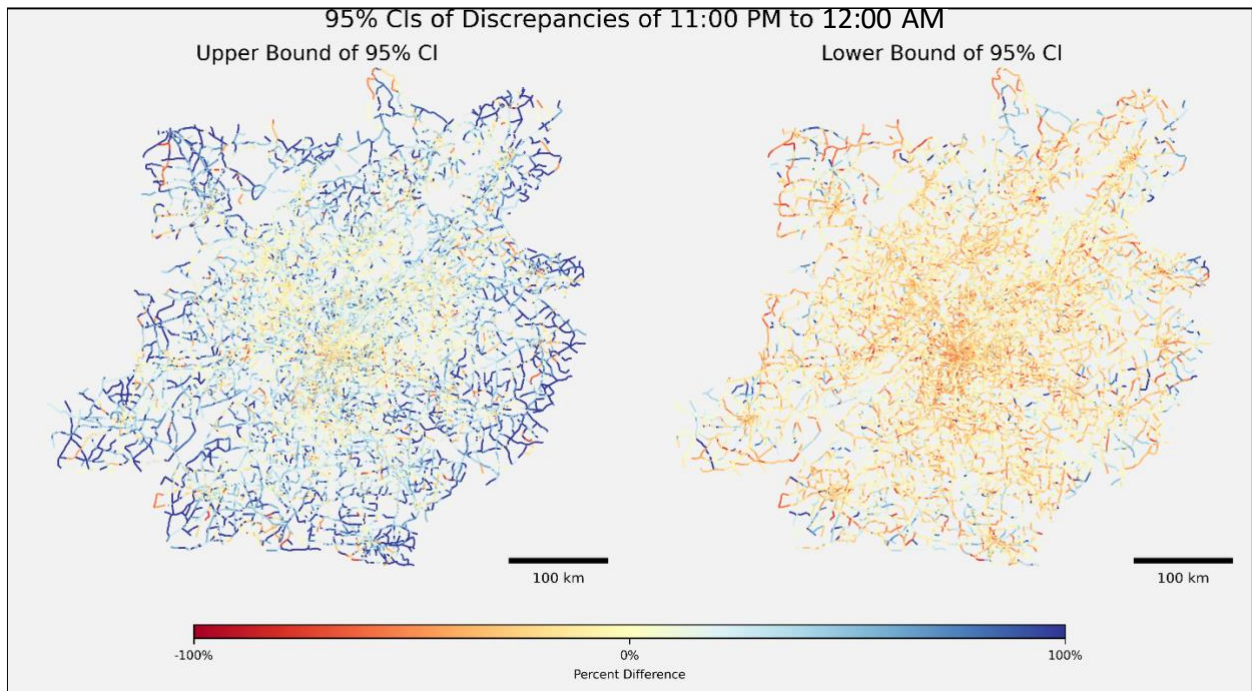 95% CIs of Discrepancies of 11:00 PM to 12:00 AM
Upper Bound of 95% CI
Lower Bound of 95% CI
100 km
100 km
-100%
0%
100%
Percent Difference